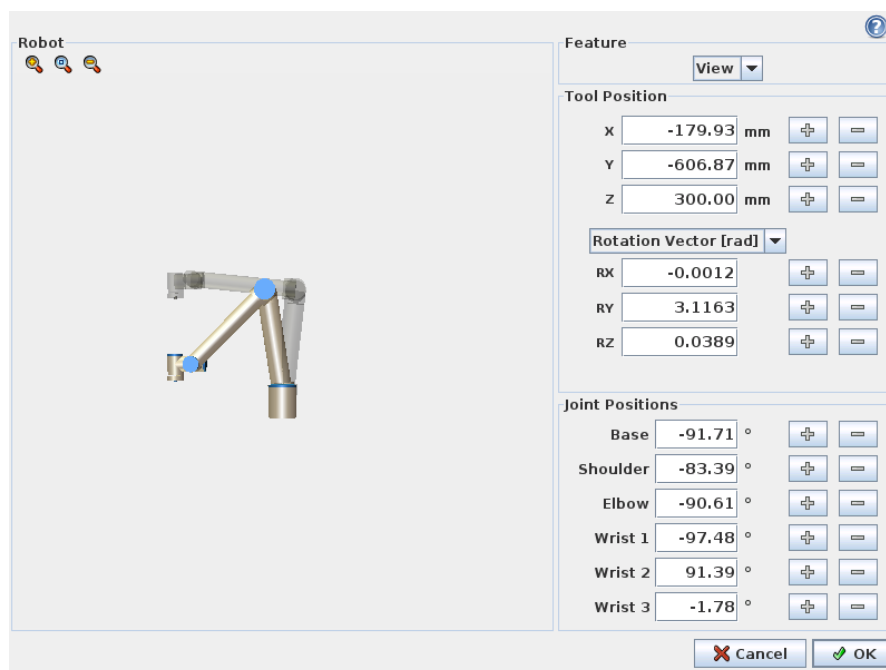 Robot
Feature
View
Tool Position
X -179.93 mm
Y -606.87 mm
Z 300.00 mm
Rotation Vector [rad]
RX -0.0012
RY 3.1163
RZ 0.0389
Joint Positions
Base -91.71 °
Shoulder -83.39 °
Elbow -90.61 °
Wrist 1 -97.48 °
Wrist 2 91.39 °
Wrist 3 -1.78 °
Cancel OK